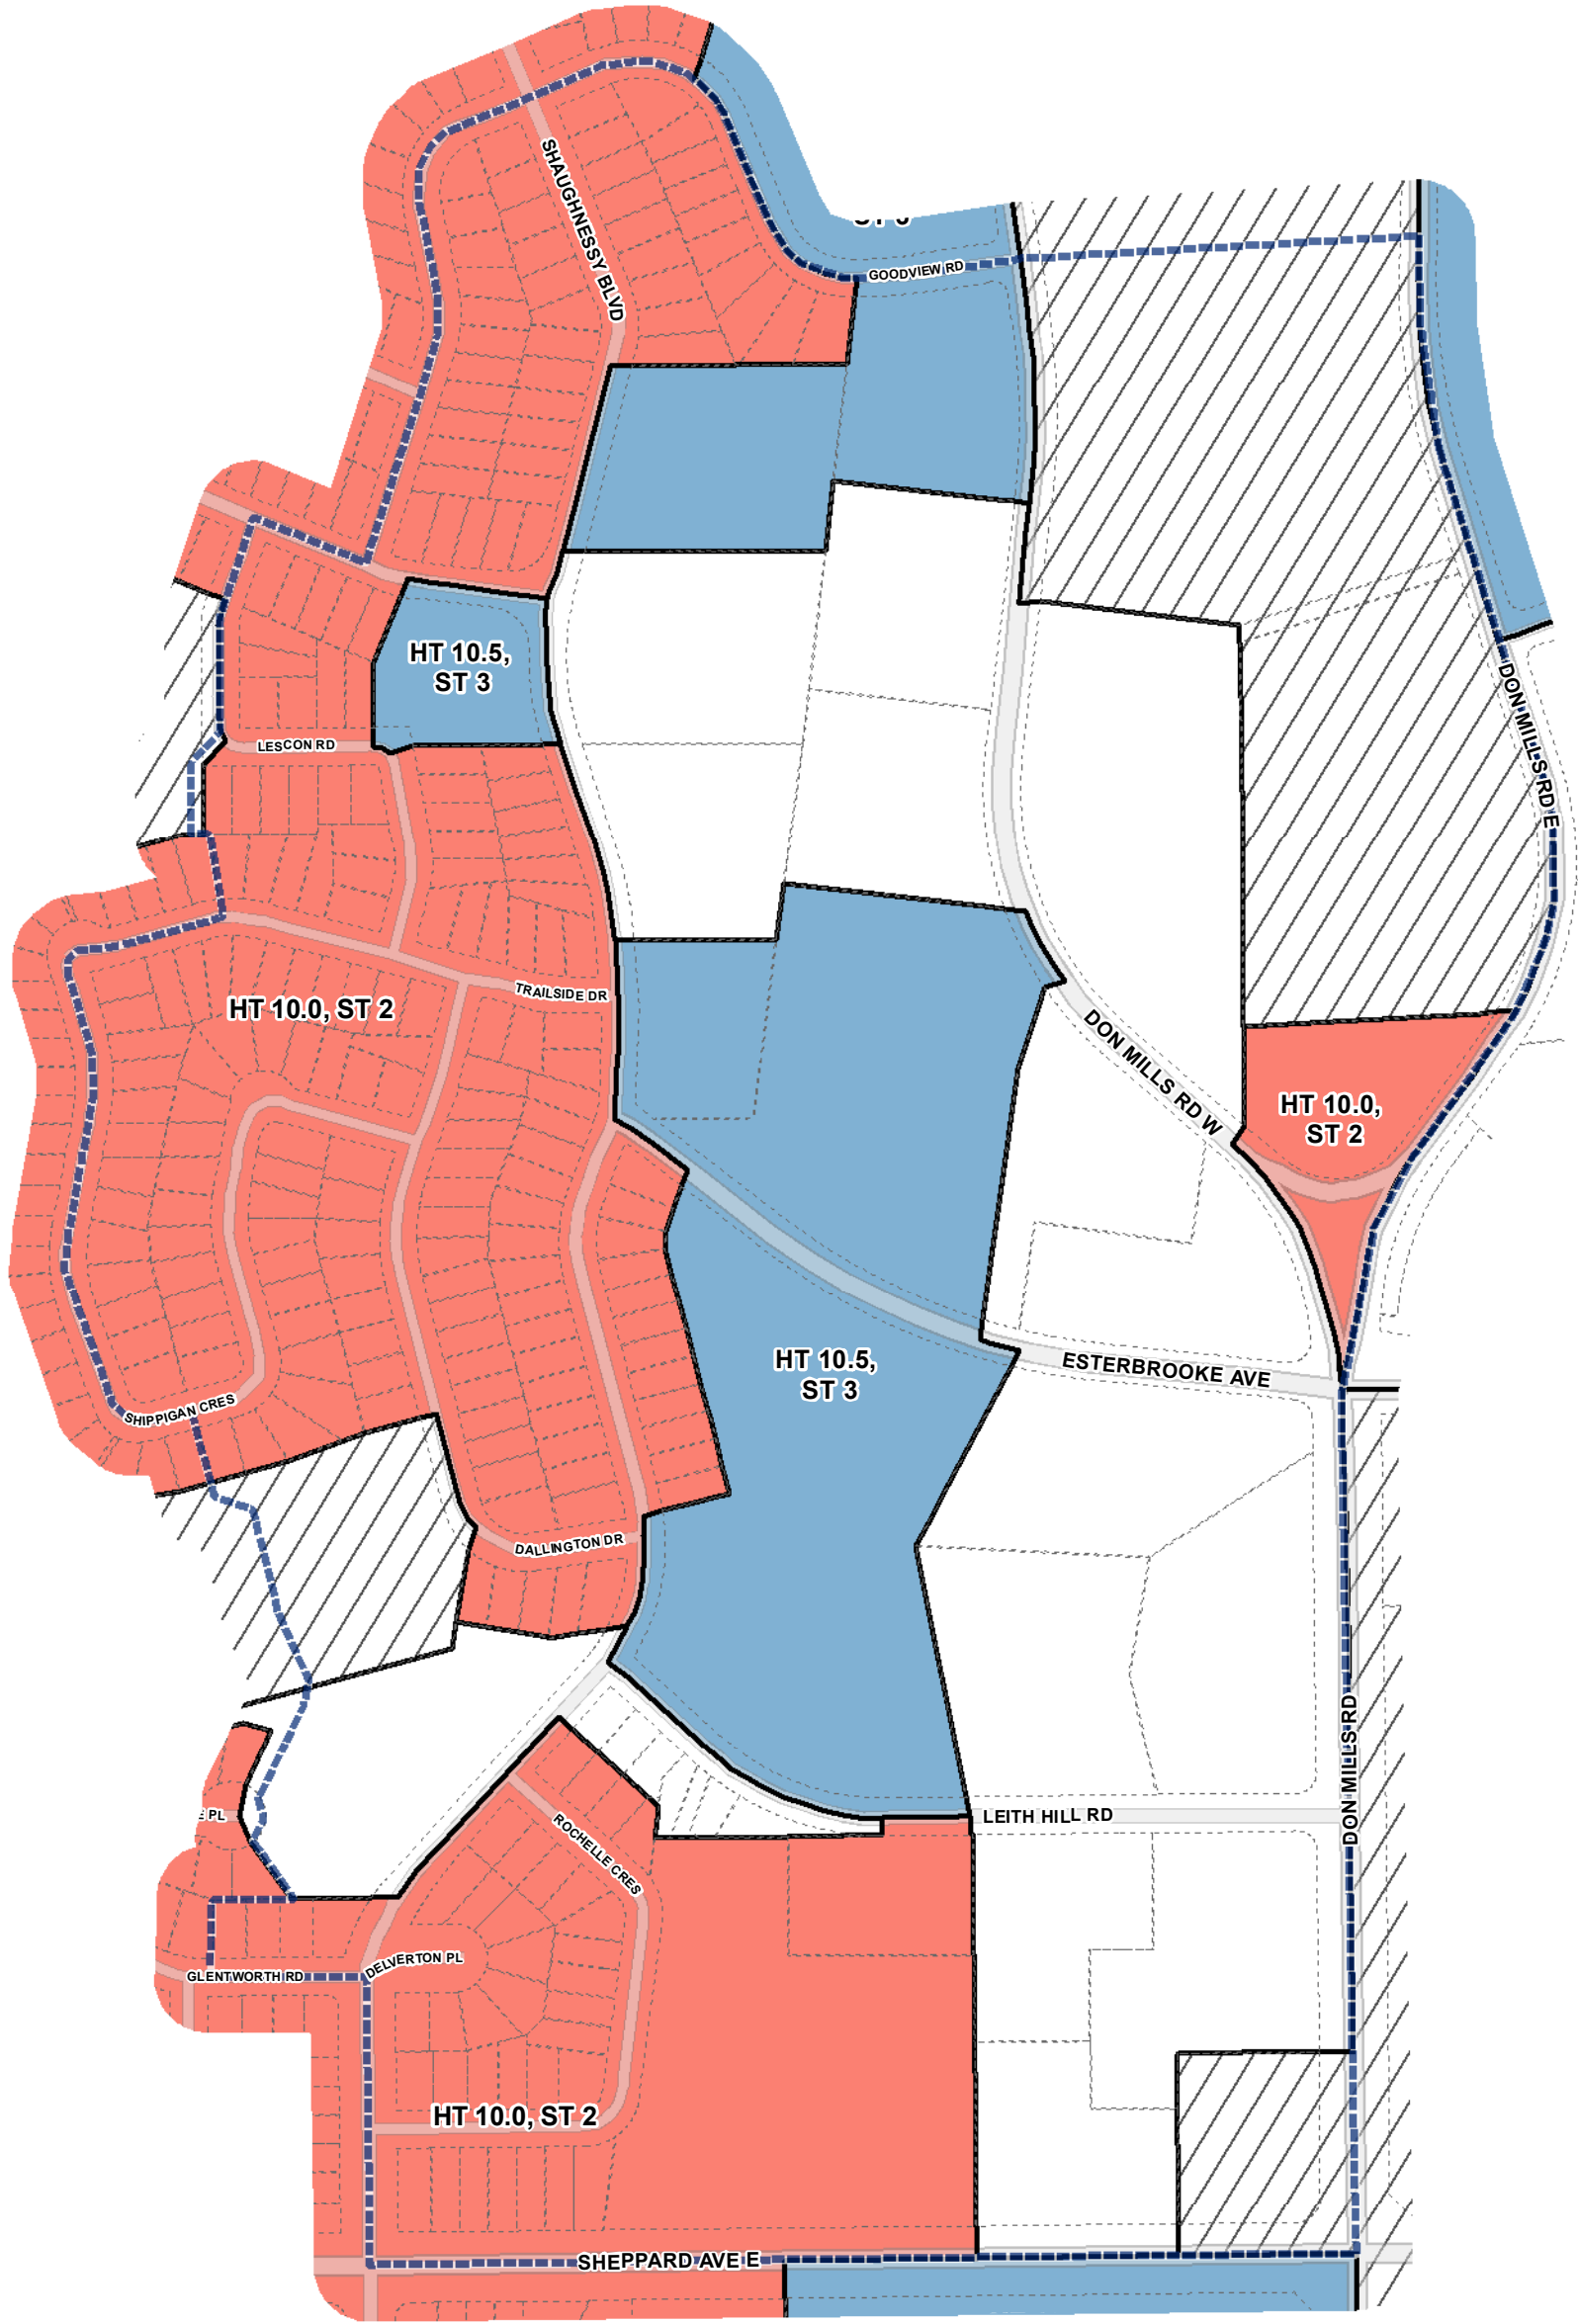 SHAUGHNESSY BLVD
GOODVIEW RD
HT 10.5,
ST 3
DON MILLS RD E
LESCON RD
TRAILSIDE DR
HT 10.0, ST 2
DON MILLS RD W
HT 10.0,
ST 2
HT 10.5,
ST 3
ESTERBROOKE AVE
SHIPPIGAN CRES
DALLINGTON DR
DON MILLS RD
E PL
LEITH HILL RD
ROCHELLE CRES
DELVERTON PL
GLENTWORTH RD
HT 10.0, ST 2
SHEPPARD AVE E